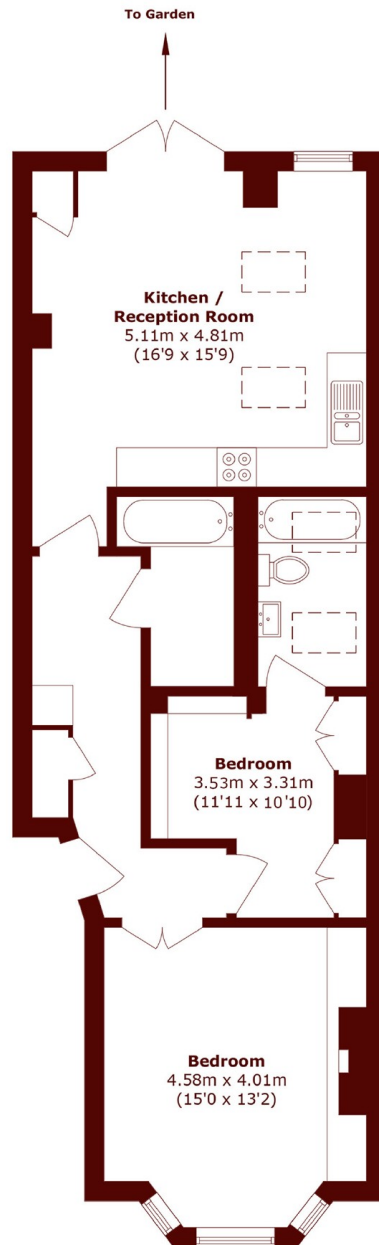 To Garden
Kitchen /
Reception Room
5.11m x 4.81m
(16'9 x 15'9)
Bedroom
3.53m x 3.31m
(11'11 x 10'10)
Bedroom
4.58m x 4.01m
(15'0 x 13'2)